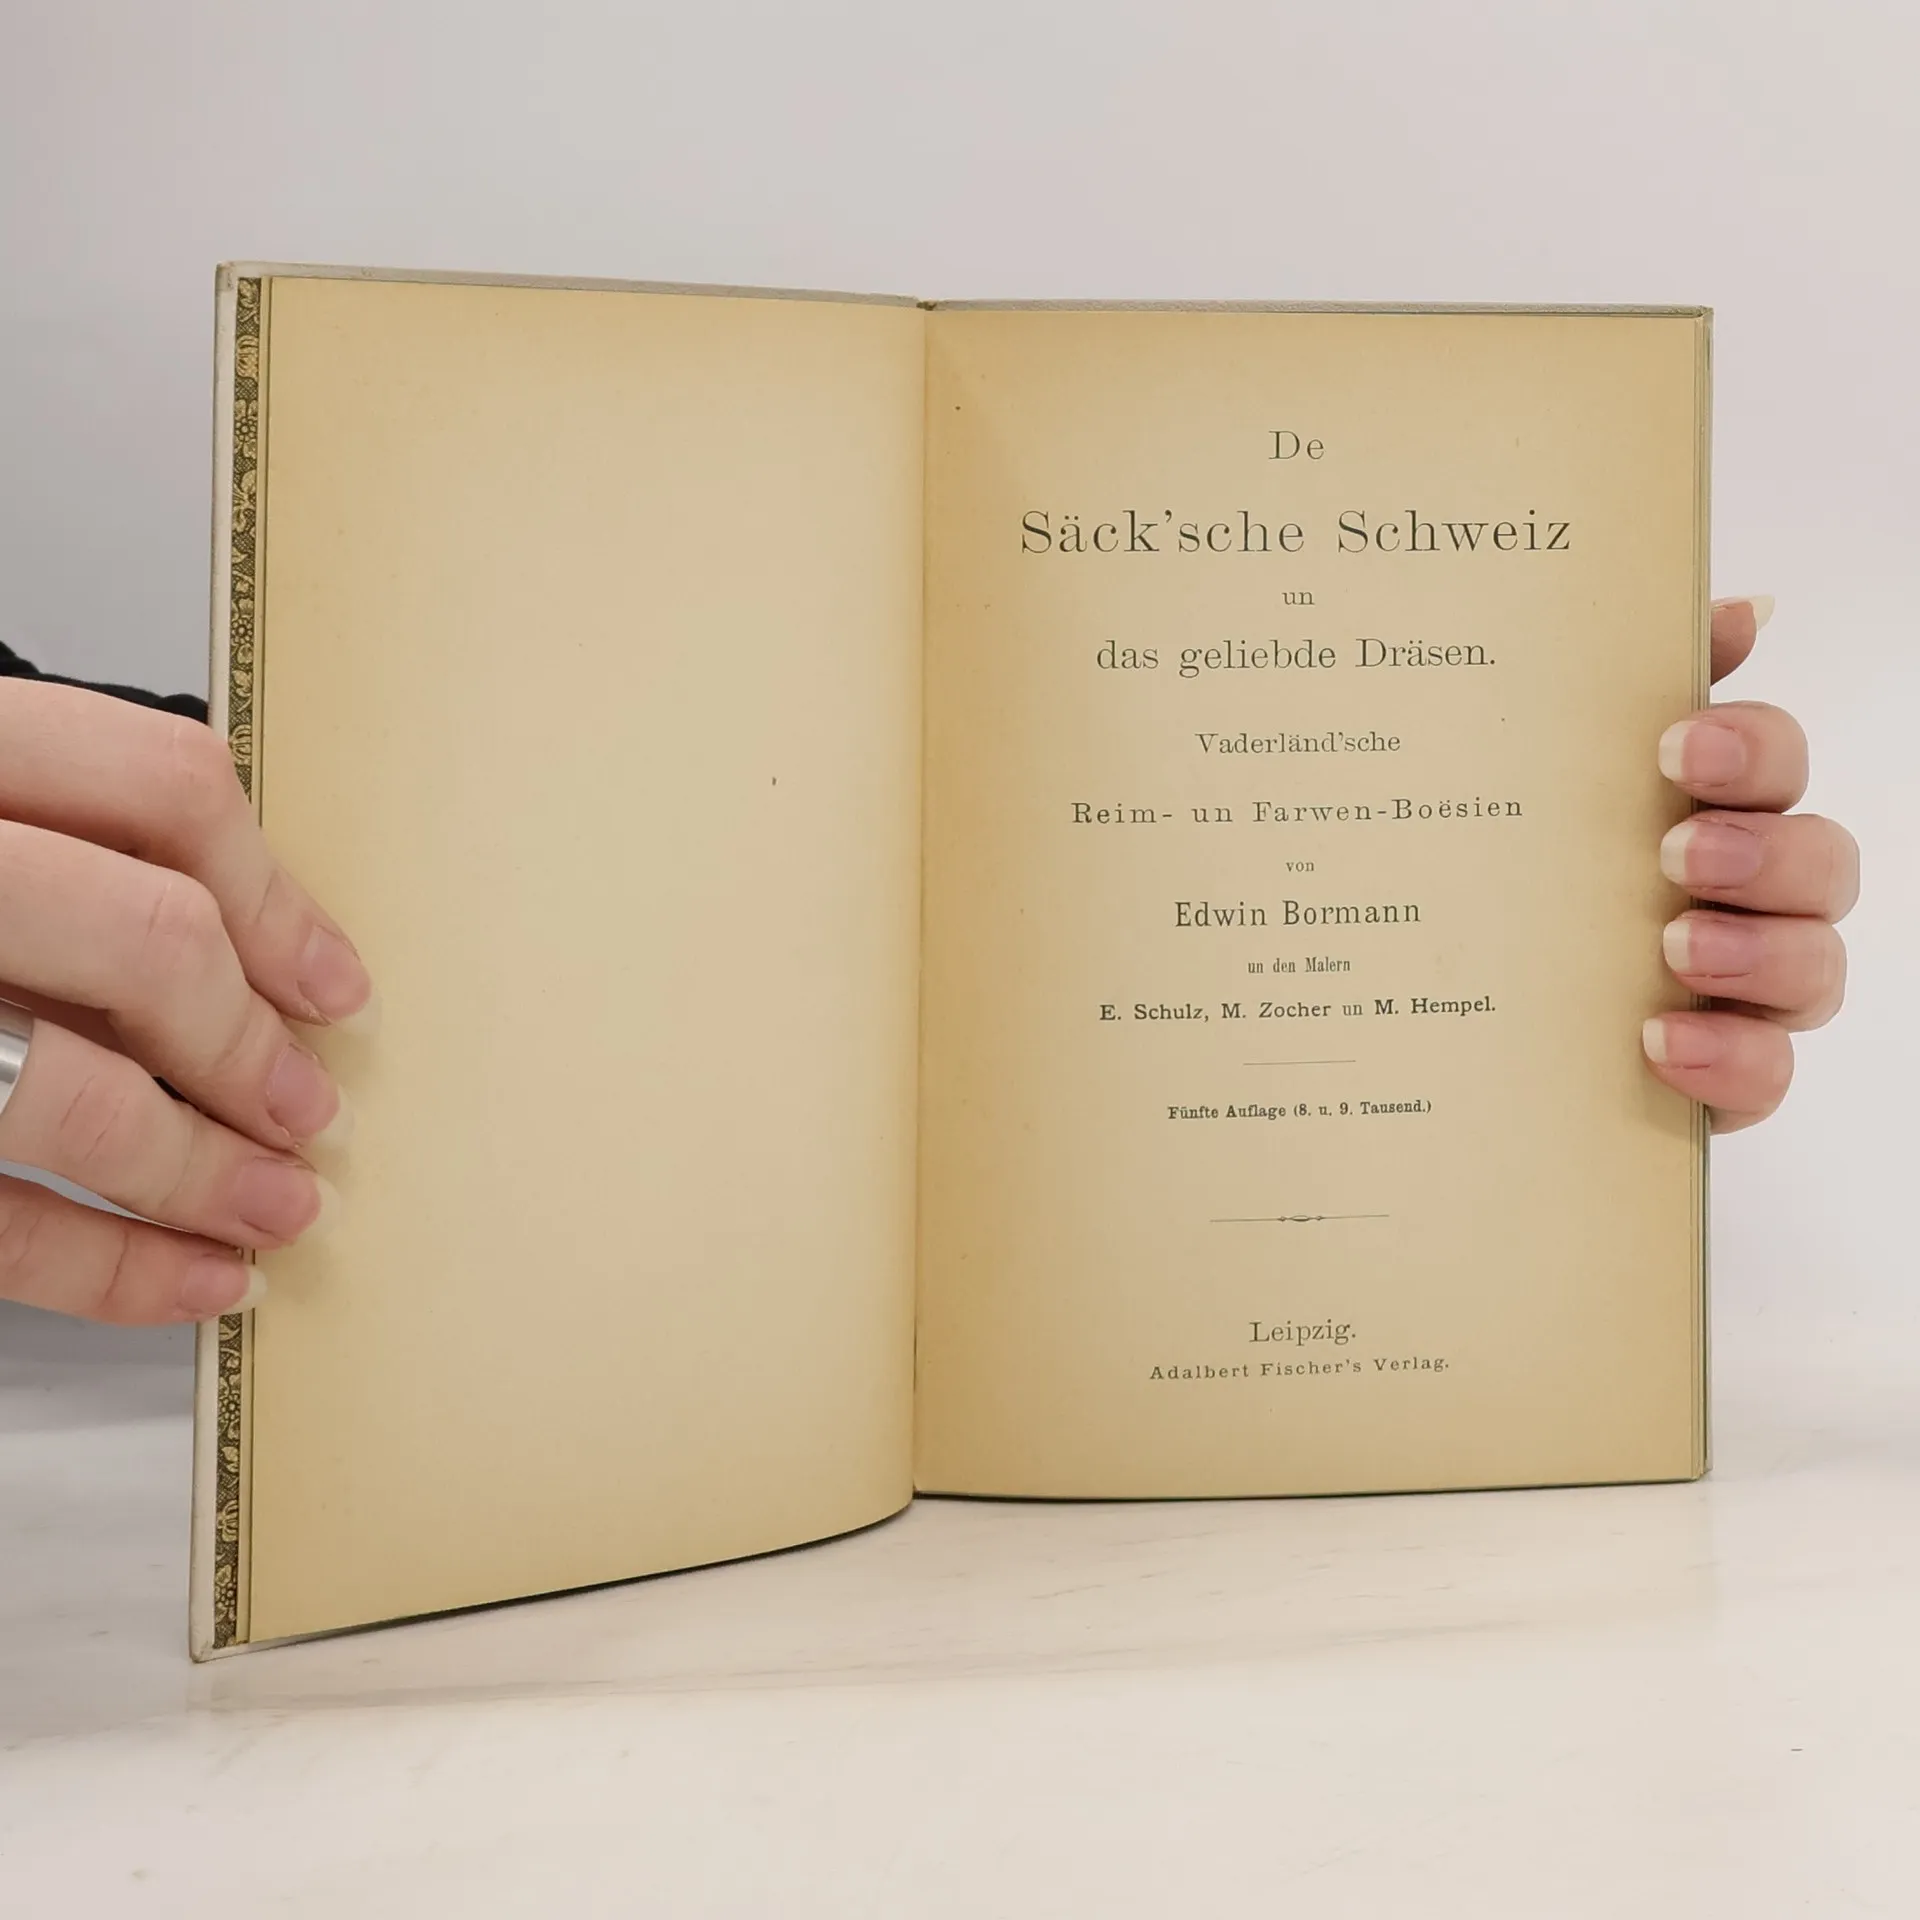 De
Säck'sche Schweiz
un
das geliebde Dräsen.
Vaderländ'sche
Reim- un Farwen-Boësien
von
Edwin Bormann
un den Malern
E. Schulz, M. Zocher un M. Hempel.
Fünfte Auflage (8. u. 9. Tausend.)
Leipzig.
Adalbert Fischer's Verlag.